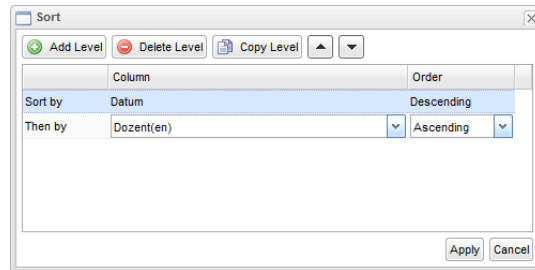 Sort
Add Level Delete Level Copy Level
Column Order
Sort by Datum Descending
Then by Dozent(en) Ascending
Apply Cancel